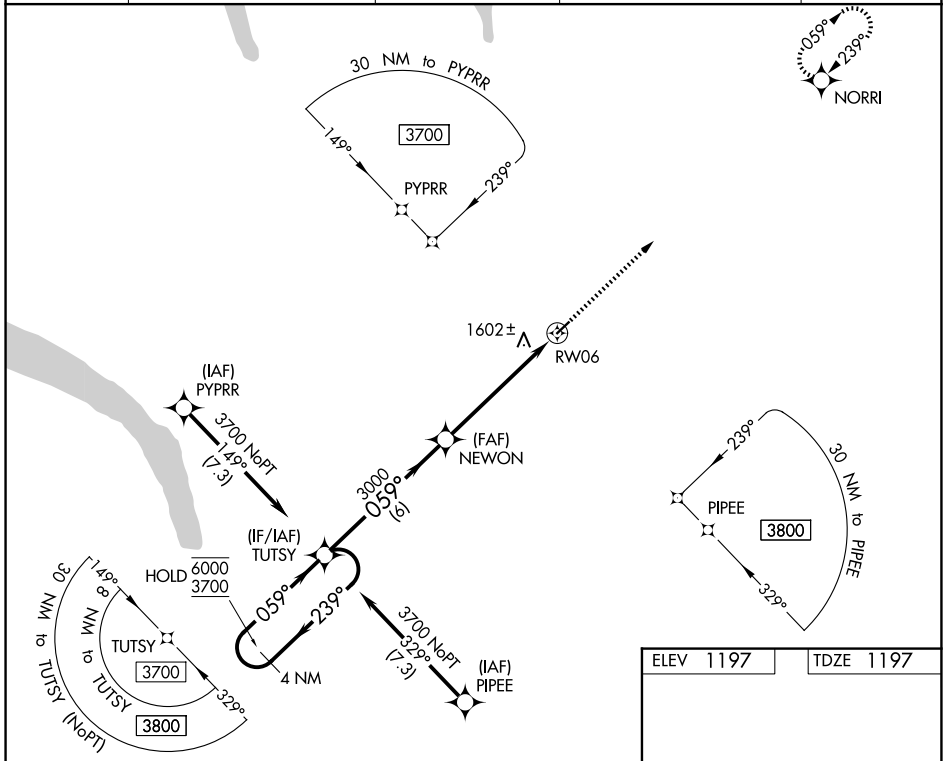 059°
239°
NORRI
30 NM to PYPRR
3700
149°
239°
PYPRR
1602±
RW06
(IAF)
PYPRR
3700 NoPT
149°
(7.3)
(FAF)
NEWON
3000
059°
(6)
239°
30 NM to PIPEE
PIPEE
3800
329°
(IF/IAF)
TUTSY
HOLD
6000
3700
059°
239°
4 NM
3700 NoPT
329°
(7.3)
(IAF)
PIPEE
149°
8 NM to TUTSY
30 NM to TUTSY (NoPT)
TUTSY
3700
329°
3800
ELEV 1197
TDZE 1197